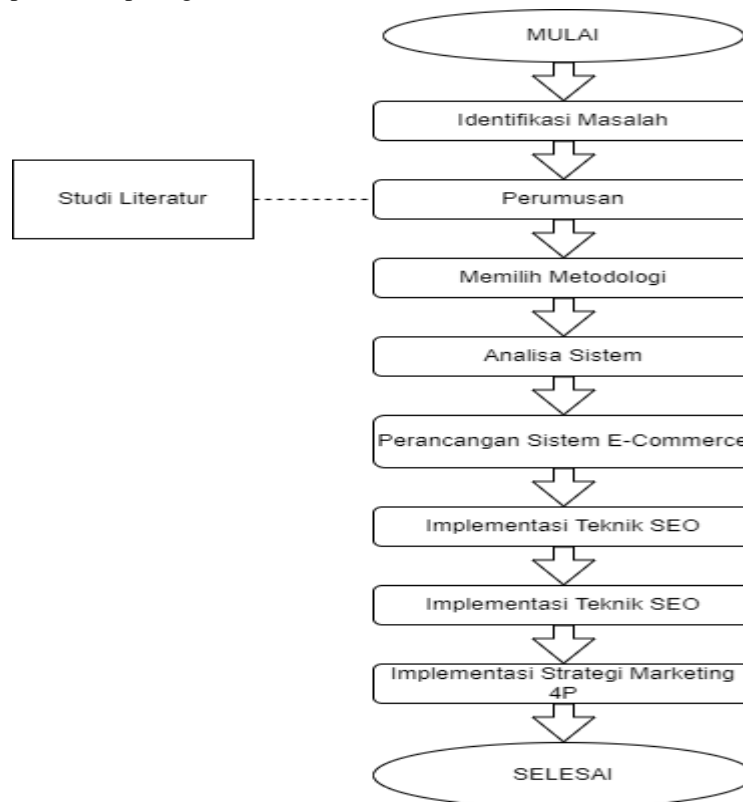 MULAI
Identifikasi Masalah
Studi Literatur
Perumusan
Memilih Metodologi
Analisa Sistem
Perancangan Sistem E-Commerce
Implementasi Teknik SEO
Implementasi Teknik SEO
Implementasi Strategi Marketing
4P
SELESAI